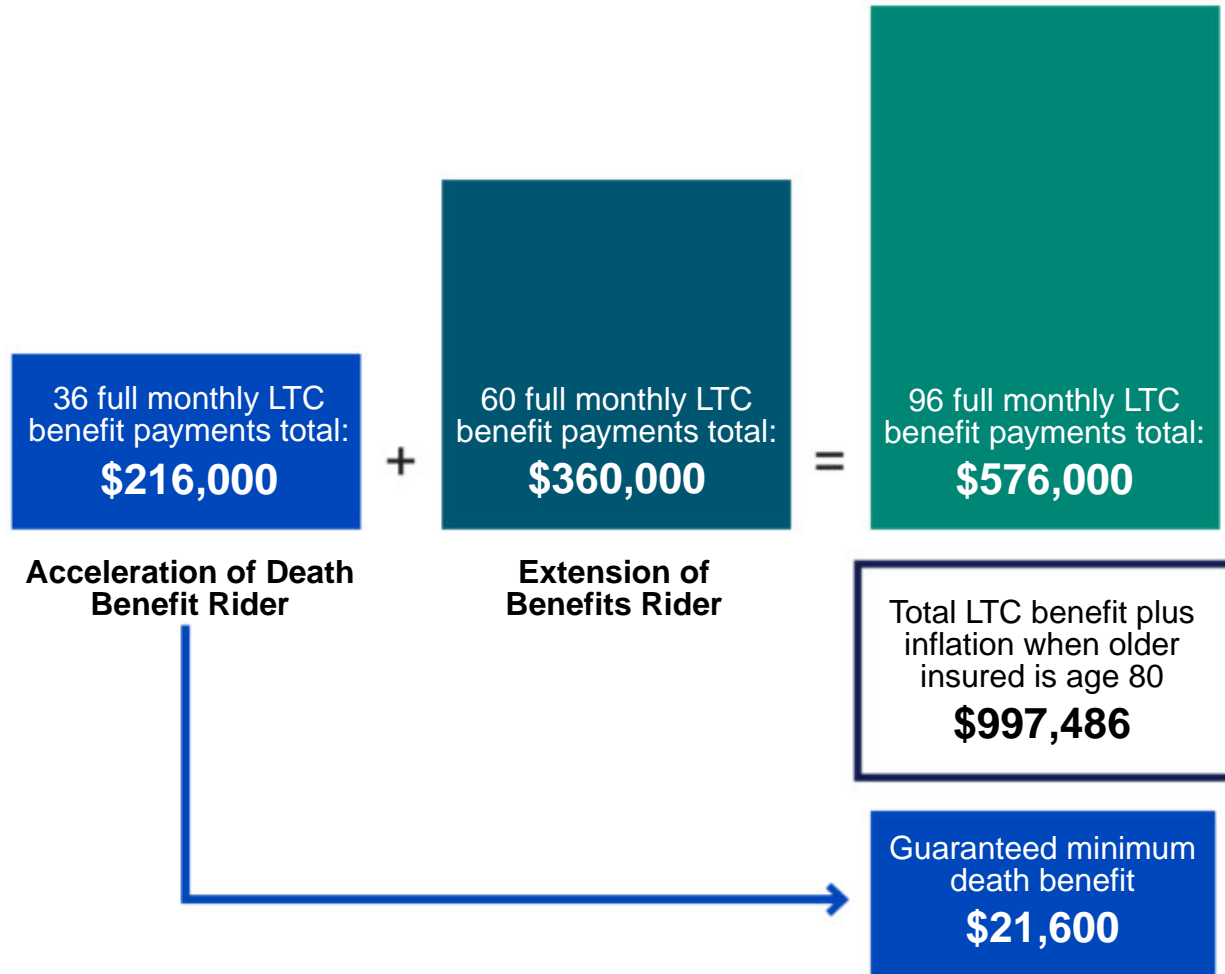 36 full monthly LTC
benefit payments total:
$216,000
+
60 full monthly LTC
benefit payments total:
$360,000
=
96 full monthly LTC
benefit payments total:
$576,000
Acceleration of Death
Benefit Rider
Extension of
Benefits Rider
Total LTC benefit plus
inflation when older
insured is age 80
$997,486
Guaranteed minimum
death benefit
$21,600